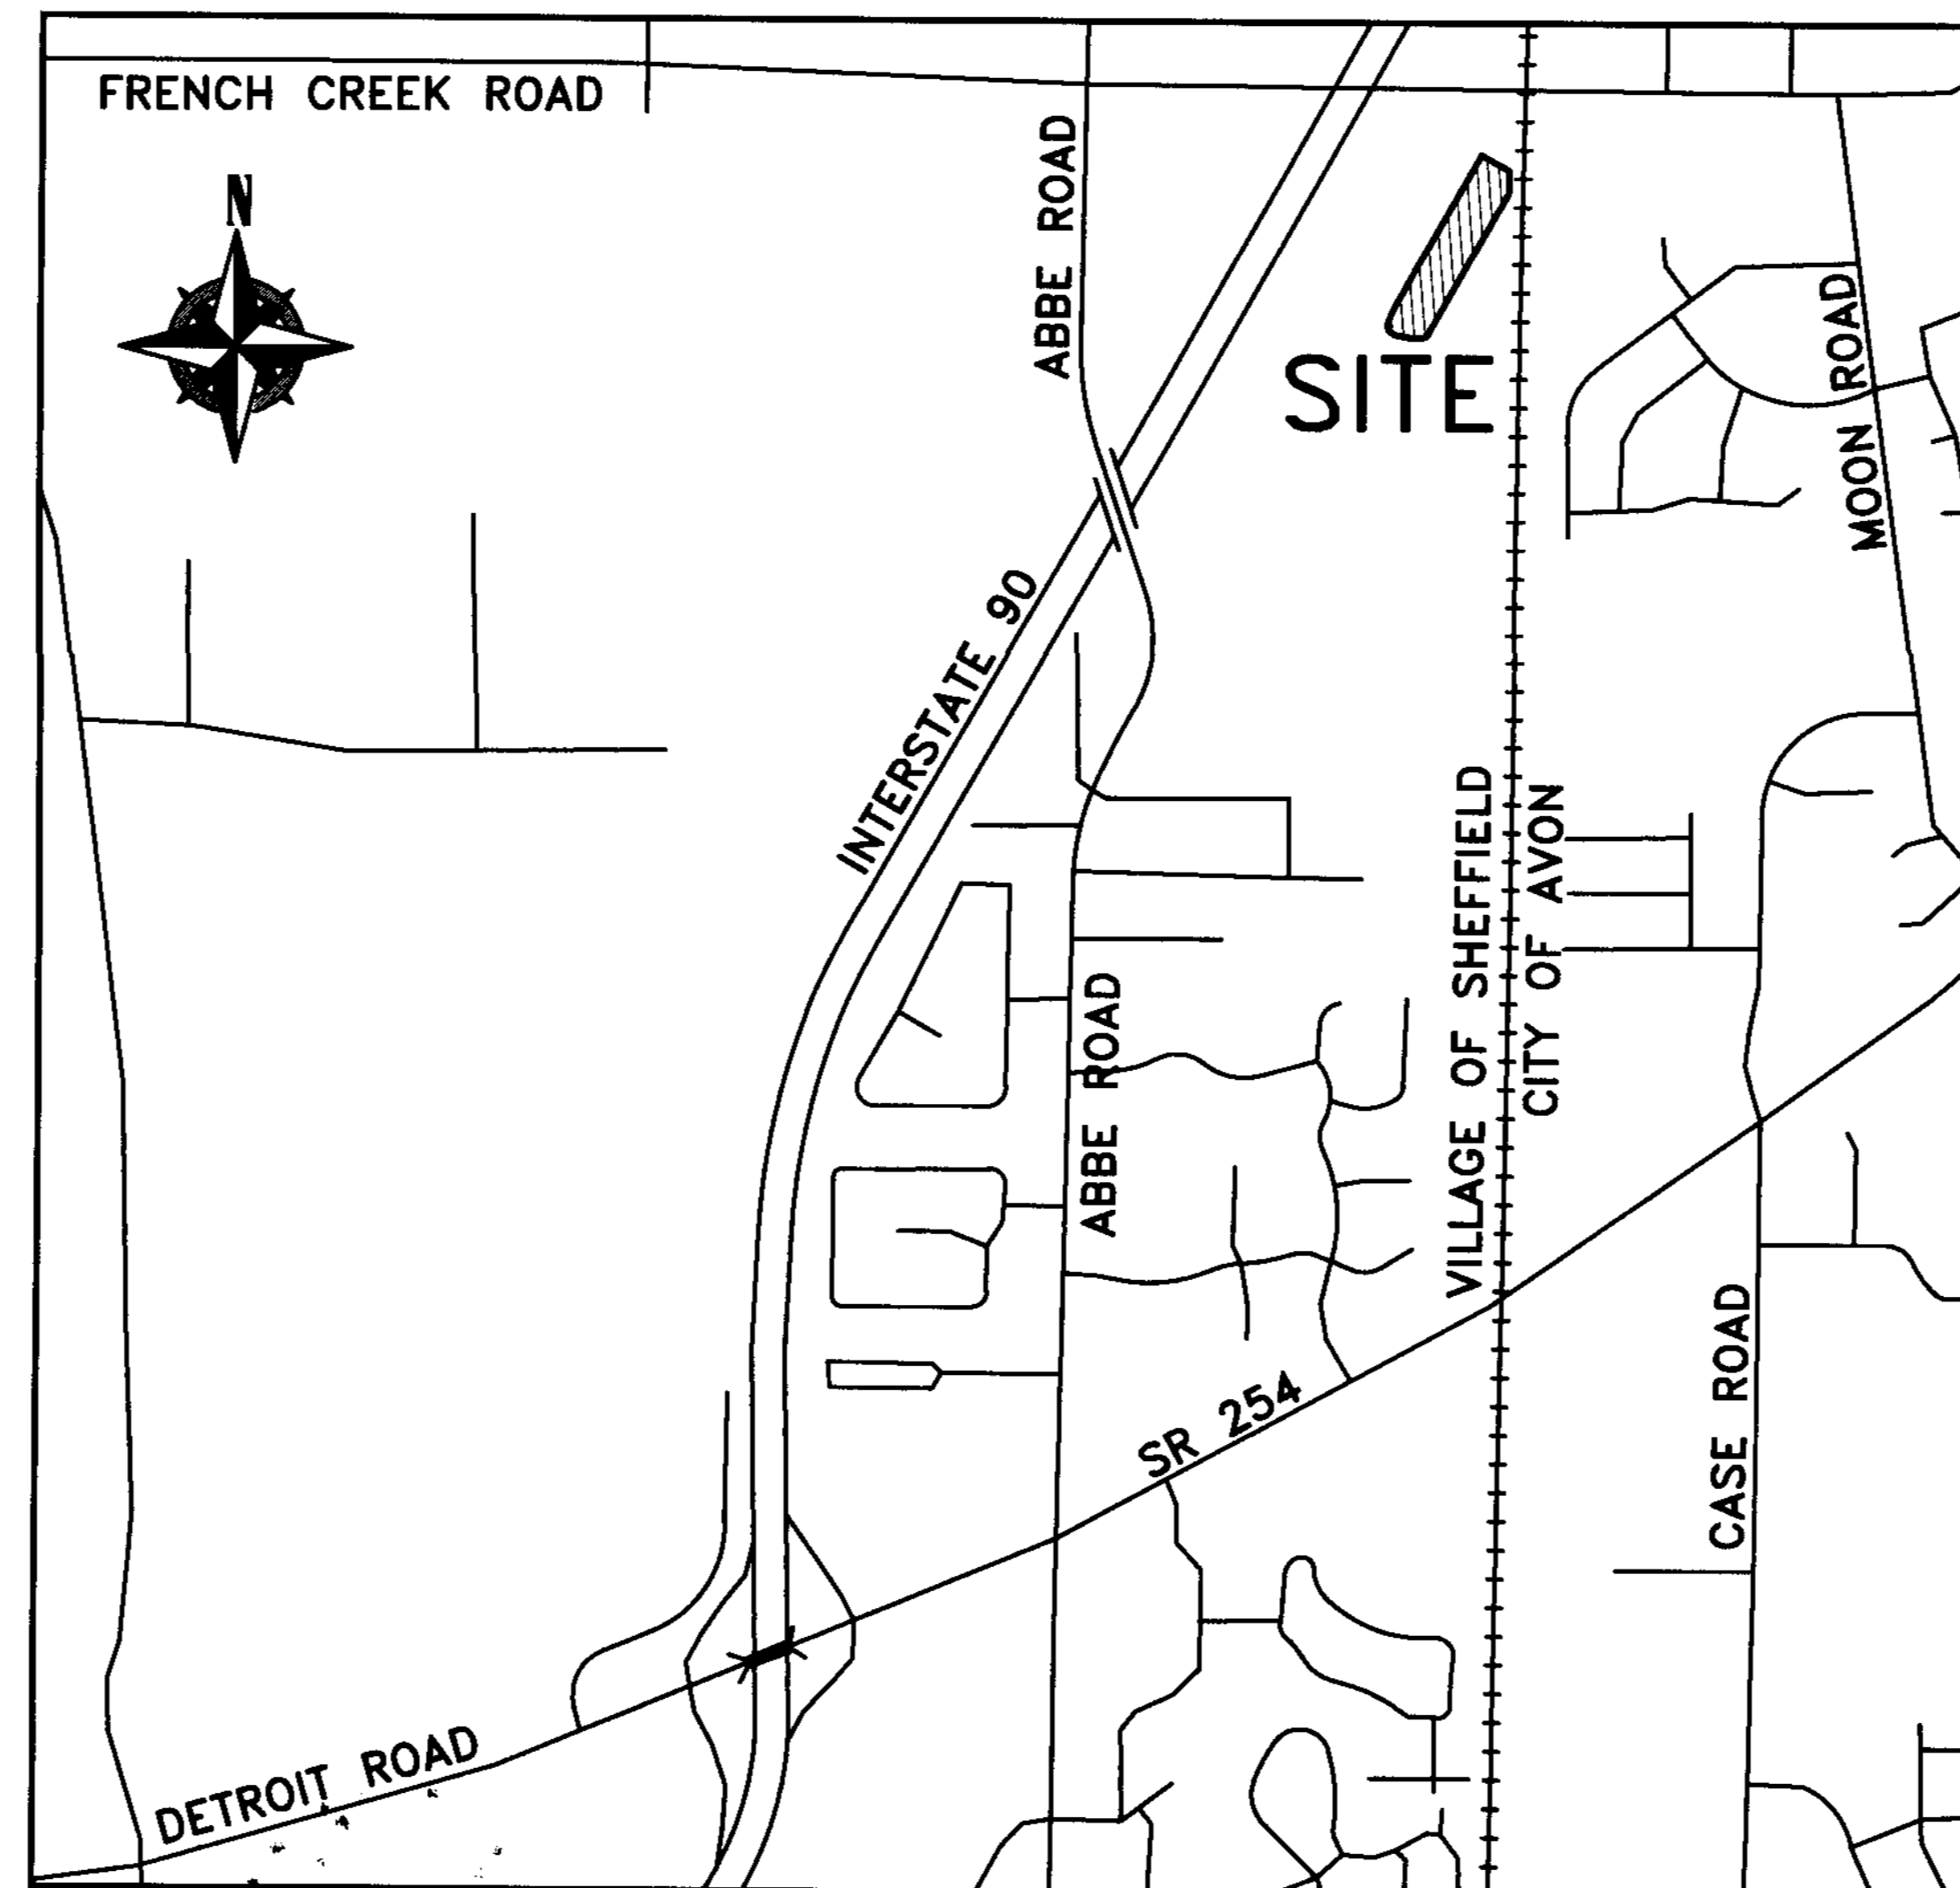 FRENCH CREEK ROAD
N
ABBE ROAD
SITE
MOON ROAD
INTERSTATE 90
VILLAGE OF SHEFFIELD
CITY OF AVON
ABBE ROAD
SR 254
CASE ROAD
DETROIT ROAD